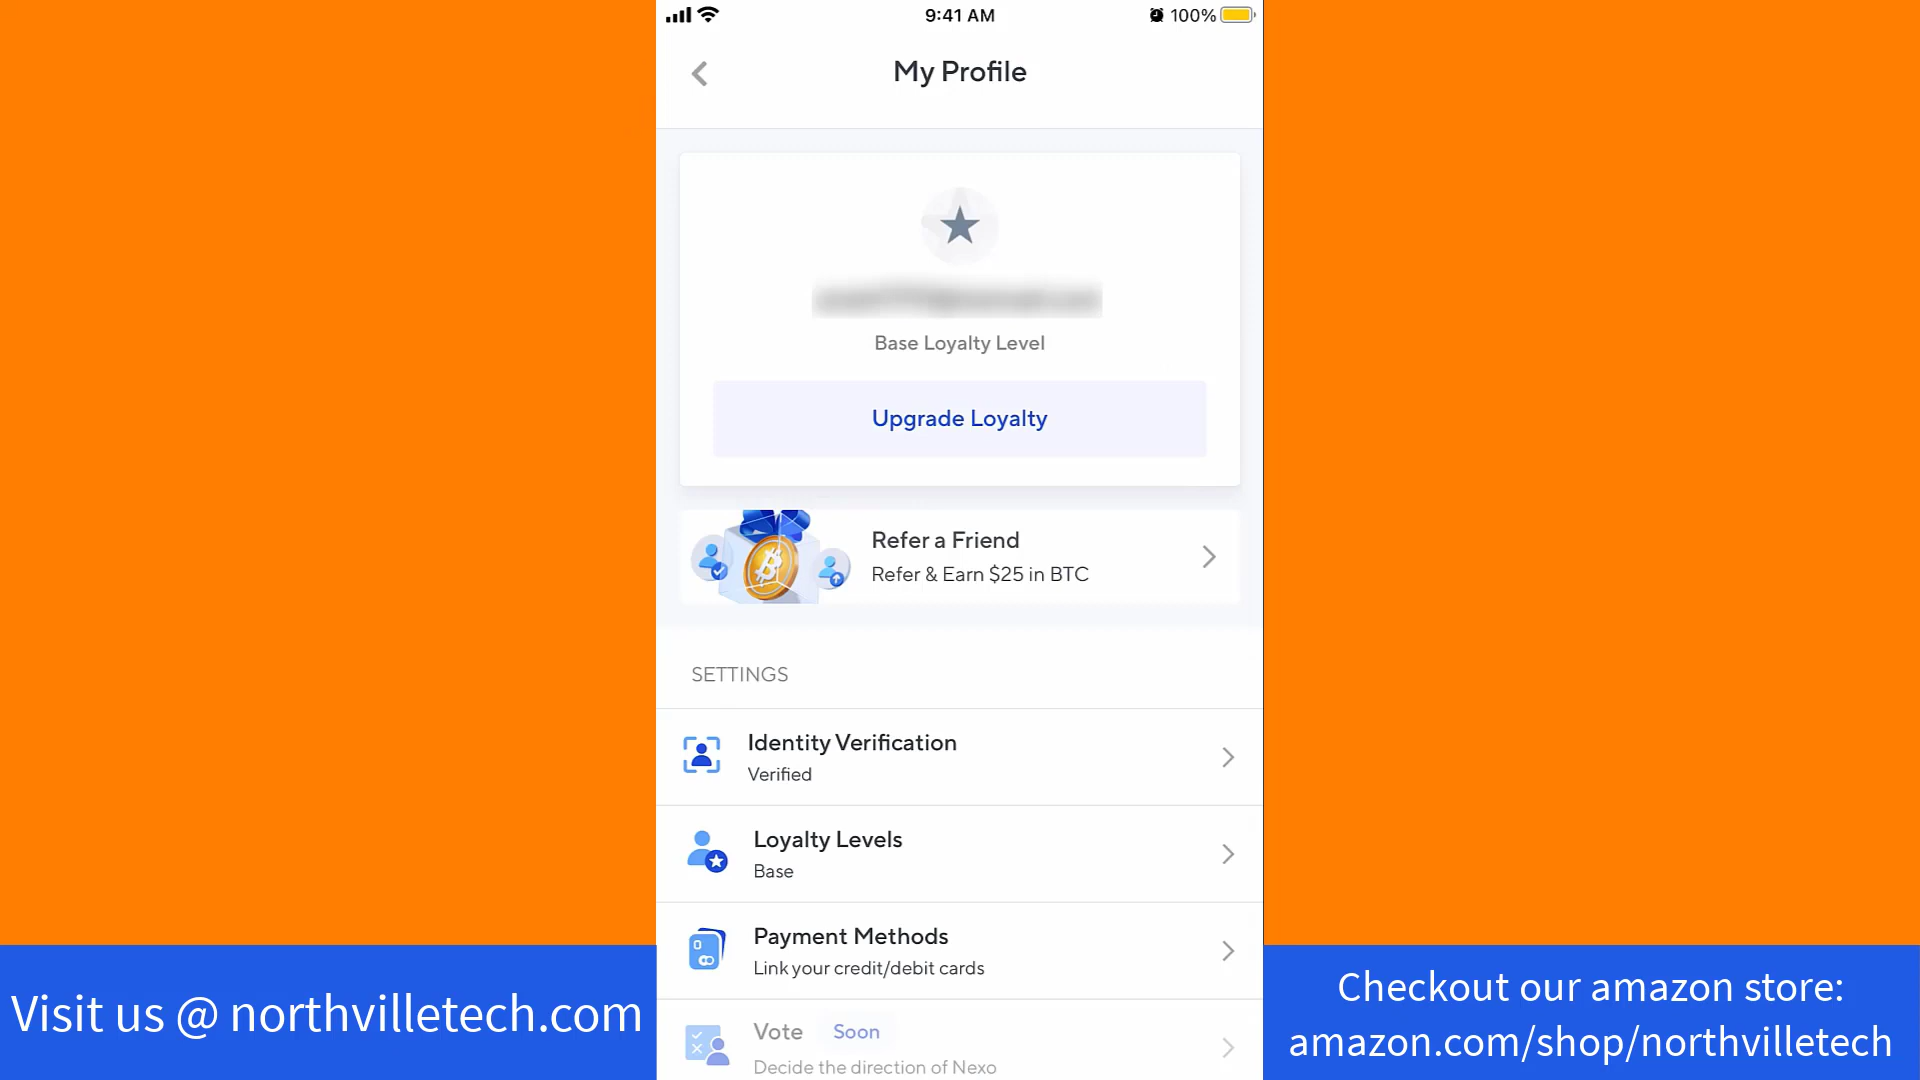 9:41 AM
100%
My Profile
Base Loyalty Level
Upgrade Loyalty
Refer a Friend
Refer & Earn $25 in BTC
SETTINGS
Identity Verification
Verified
Loyalty Levels
Base
Payment Methods
Link your credit/debit cards
Vote Soon
Decide the direction of Nexo
Visit us @ northvilletech.com
Checkout our amazon store:
amazon.com/shop/northvilletech